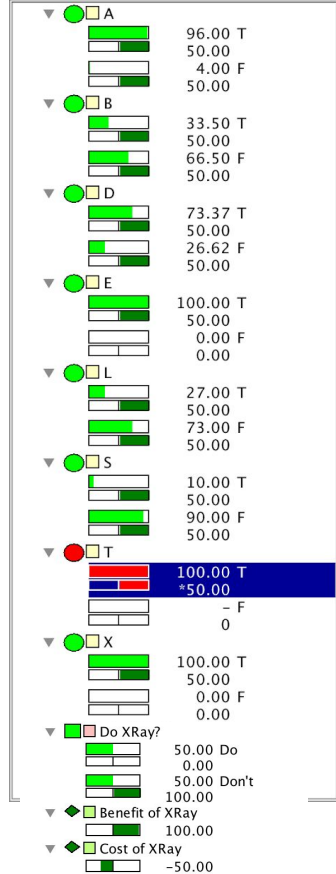 A
96.00 T
50.00
4.00 F
50.00
B
33.50 T
50.00
66.50 F
50.00
D
73.37 T
50.00
26.62 F
50.00
E
100.00 T
50.00
0.00 F
0.00
L
27.00 T
50.00
73.00 F
50.00
S
10.00 T
50.00
90.00 F
50.00
T
100.00 T
*50.00
- F
0
X
100.00 T
50.00
0.00 F
0.00
Do XRay?
50.00 Do
0.00
50.00 Don't
100.00
Benefit of XRay
100.00
Cost of XRay
-50.00